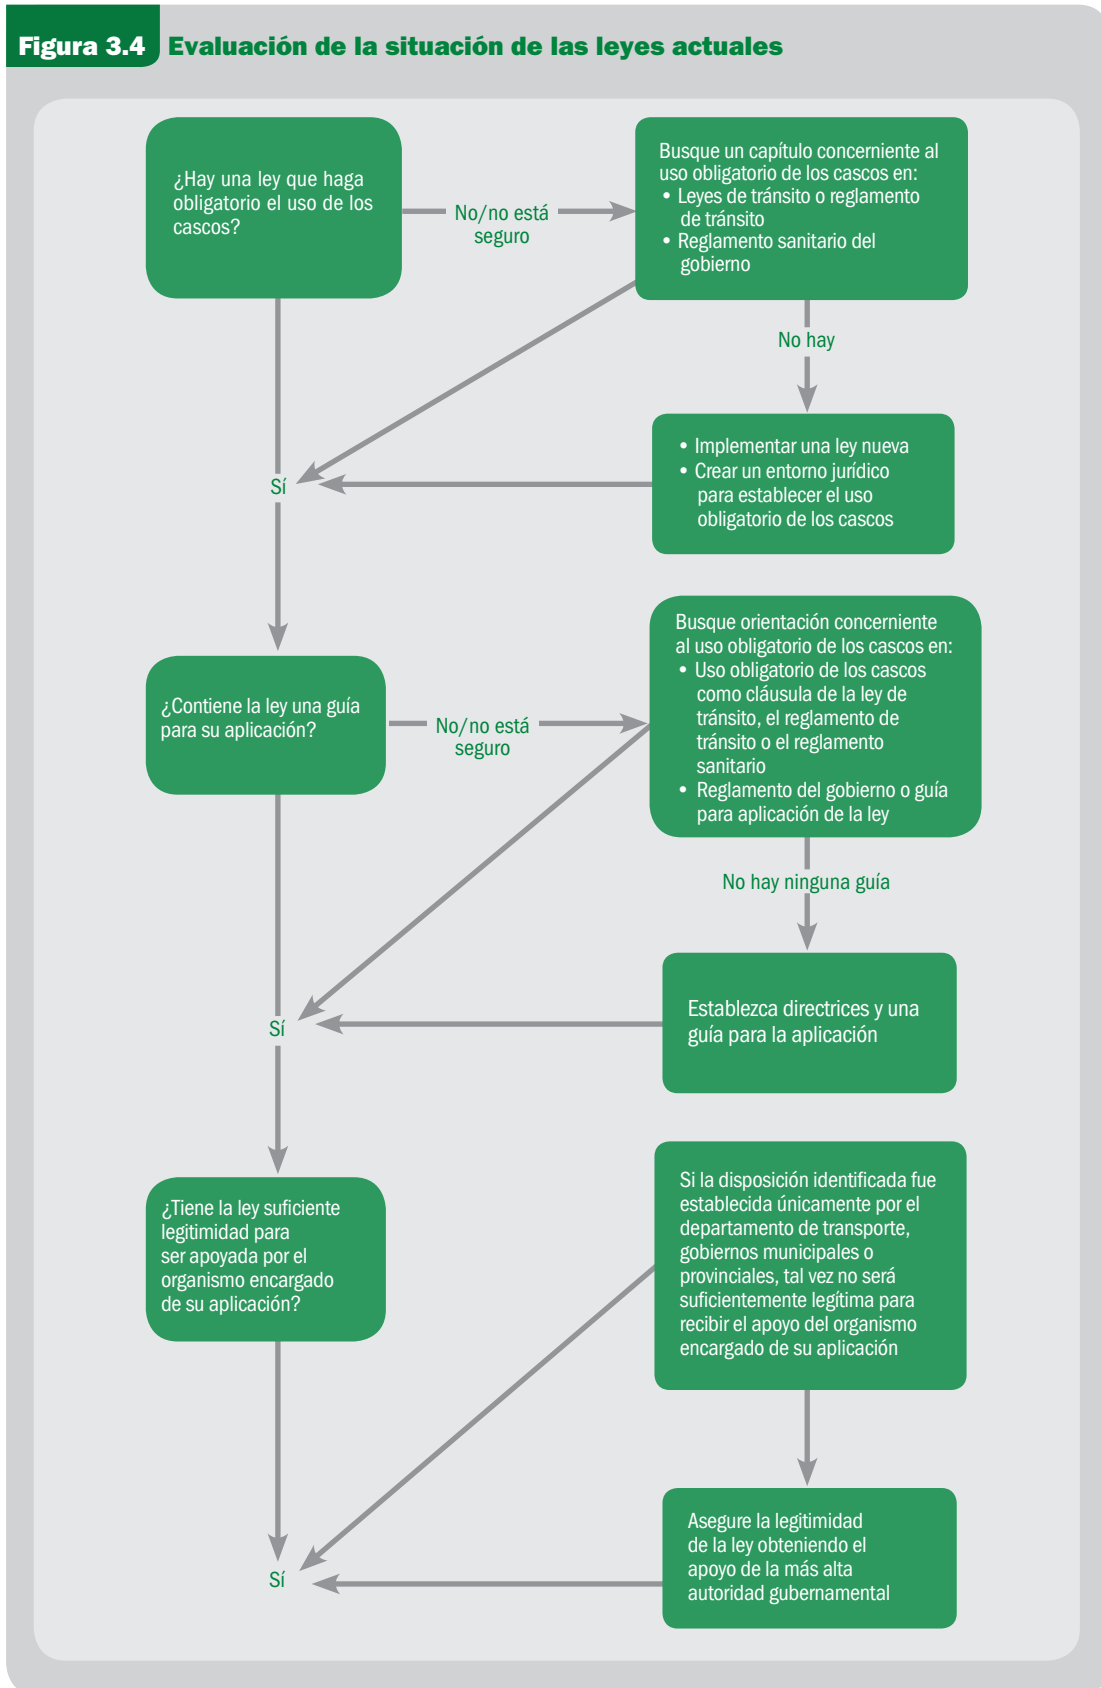 Figura 3.4 Evaluación de la situación de las leyes actuales
¿Hay una ley que haga
obligatorio el uso de los
cascos?
No/no está
seguro
Busque un capítulo concerniente al
uso obligatorio de los cascos en:
• Leyes de tránsito o reglamento
de tránsito
• Reglamento sanitario del
gobierno
No hay
• Implementar una ley nueva
• Crear un entorno jurídico
para establecer el uso
obligatorio de los cascos
Sí
¿Contiene la ley una guía
para su aplicación?
No/no está
seguro
Busque orientación concerniente
al uso obligatorio de los cascos en:
• Uso obligatorio de los cascos
como cláusula de la ley de
tránsito, el reglamento de
tránsito o el reglamento
sanitario
• Reglamento del gobierno o guía
para aplicación de la ley
No hay ninguna guía
Establezca directrices y una
guía para la aplicación
Sí
¿Tiene la ley suficiente
legitimidad para
ser apoyada por el
organismo encargado
de su aplicación?
Si la disposición identificada fue
establecida únicamente por el
departamento de transporte,
gobiernos municipales o
provinciales, tal vez no será
suficientemente legítima para
recibir el apoyo del organismo
encargado de su aplicación
Asegure la legitimidad
de la ley obteniendo el
apoyo de la más alta
autoridad gubernamental
Sí